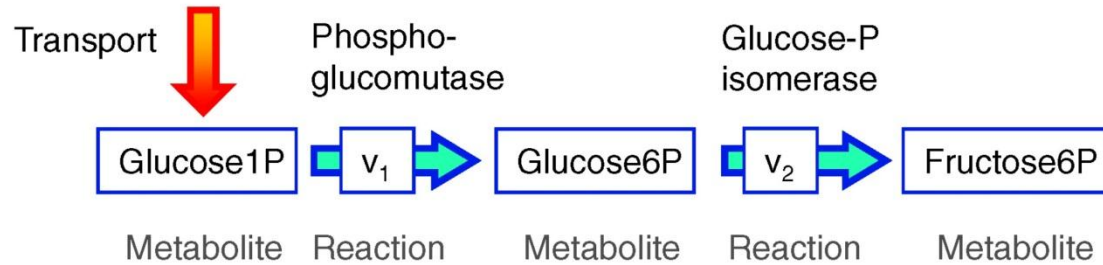 Transport
Phospho-
glucomutase
Glucose-P
isomerase
Glucose1P
v1
Glucose6P
v2
Fructose6P
Metabolite
Reaction
Metabolite
Reaction
Metabolite